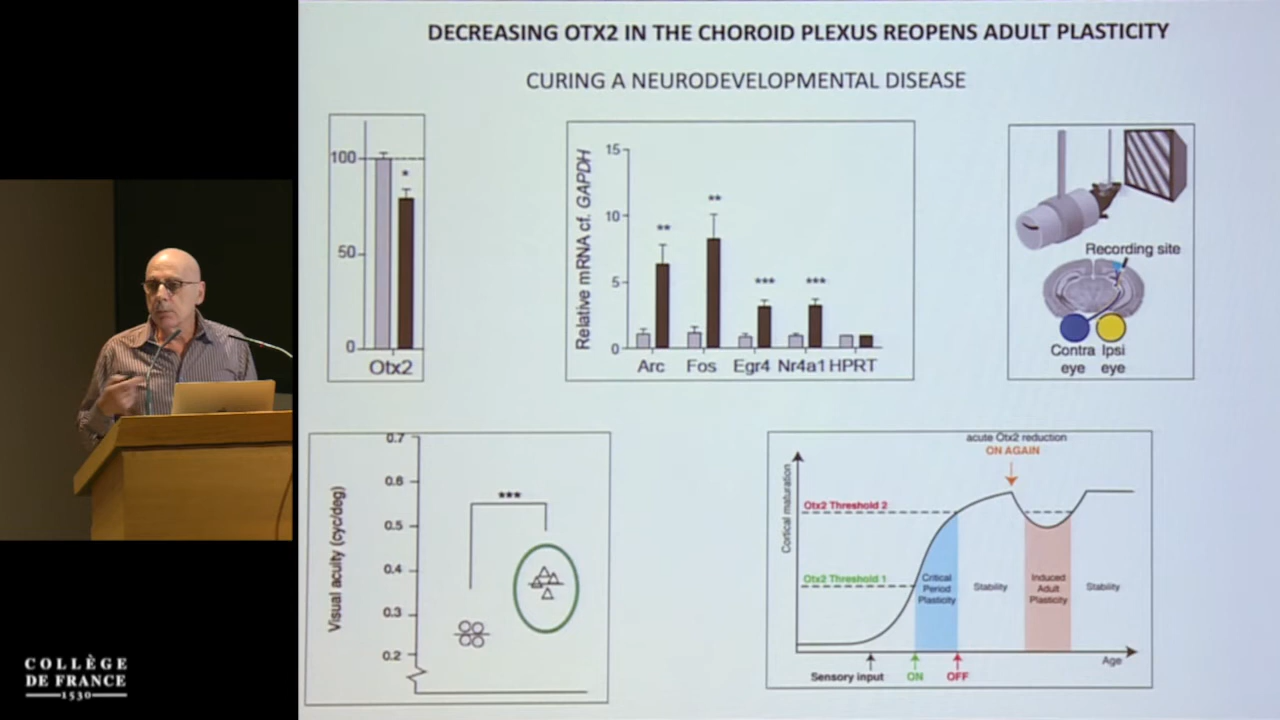 DECREASING OTX2 IN THE CHOROID PLEXUS REOPENS ADULT PLASTICITY
CURING A NEURODEVELOPMENTAL DISEASE
100
50
0
*
Otx2
Relative mRNA cf. GAPDH
15
10
5
0
**
**
***
***
Arc Fos Egr4 Nr4a1 HPRT
Recording site
Contra Ipsi
eye eye
Visual acuity (cyc/deg)
0.7
0.6
0.5
0.4
0.3
0.2
***
acute Otx2 reduction
ON AGAIN
Cortical maturation
Otx2 Threshold 2
Otx2 Threshold 1
Critical
Period
Plasticity
Stability
Induced
Adult
Plasticity
Stability
Age
Sensory input
ON
OFF
COLLÈGE
DE FRANCE
1530